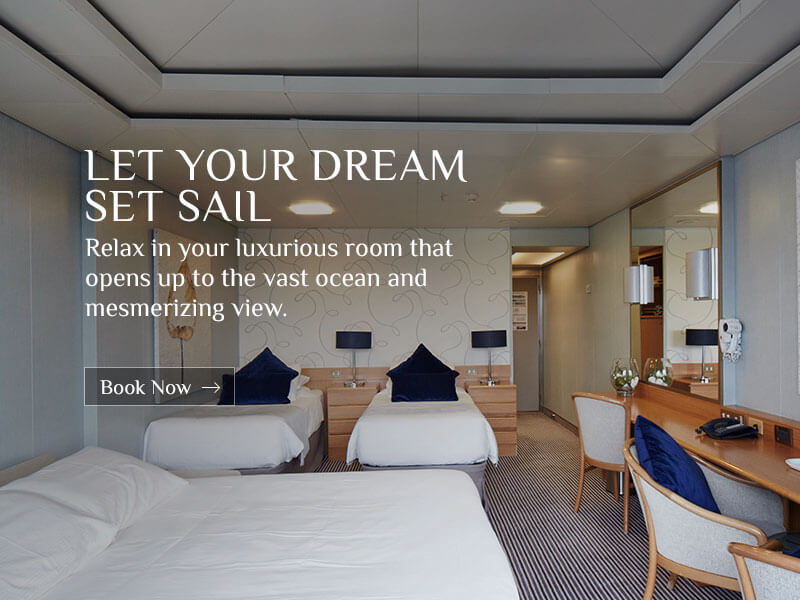 LET YOUR DREAM
SET SAIL
Relax in your luxurious room that
opens up to the vast ocean and
mesmerizing view.
Book Now →